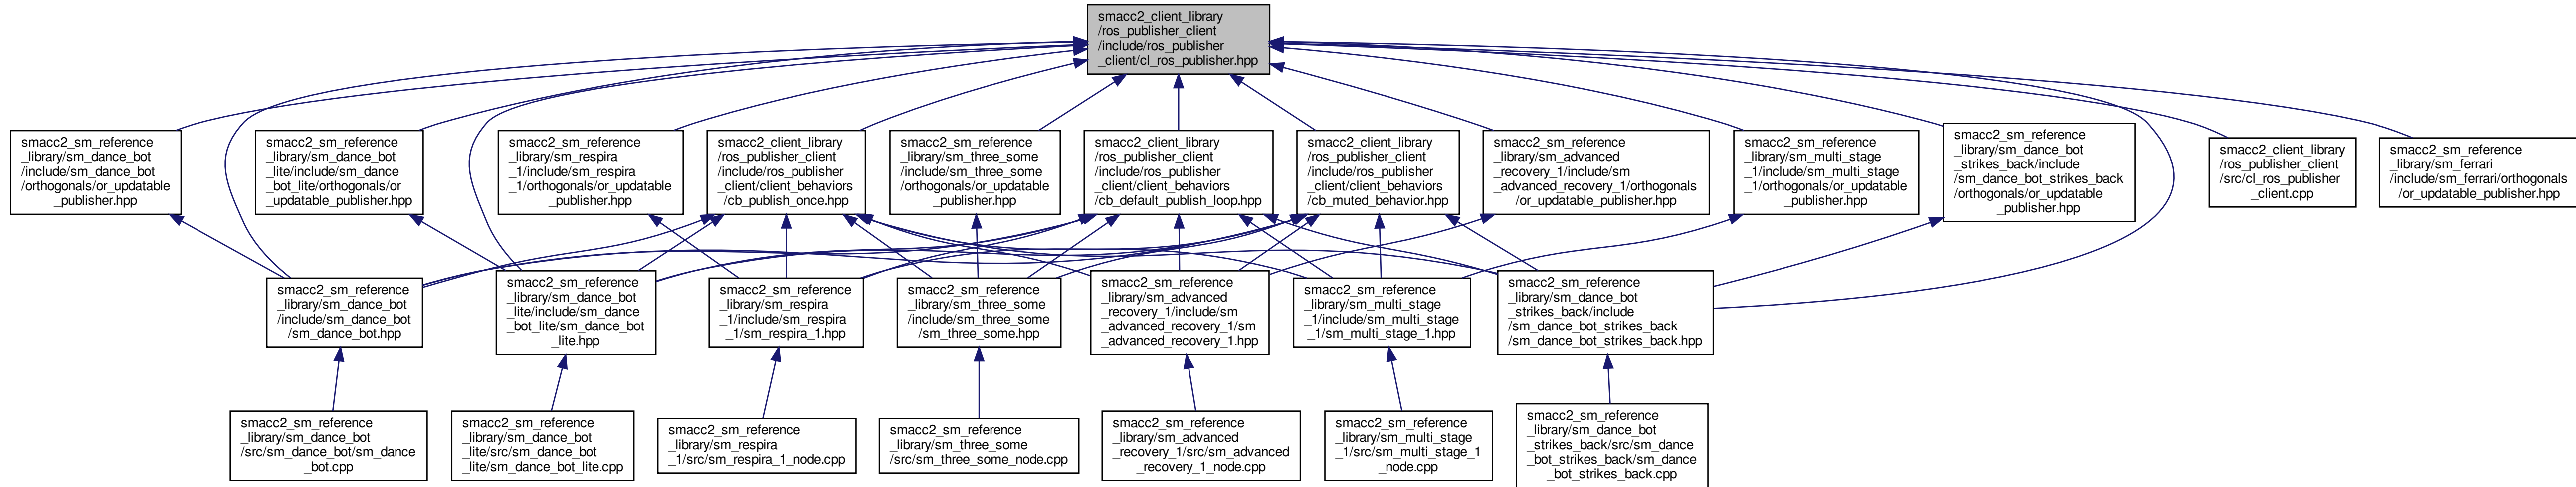 smacc2_client_library
/ros_publisher_client
/include/ros_publisher
_client/cl_ros_publisher.hpp
smacc2_sm_reference
_library/sm_dance_bot
/include/sm_dance_bot
/orthogonals/or_updatable
_publisher.hpp
smacc2_sm_reference
_library/sm_dance_bot
_lite/include/sm_dance
_bot_lite/orthogonals/or
_updatable_publisher.hpp
smacc2_sm_reference
_library/sm_respira
_1/include/sm_respira
_1/orthogonals/or_updatable
_publisher.hpp
smacc2_client_library
/ros_publisher_client
/include/ros_publisher
_client/client_behaviors
/cb_publish_once.hpp
smacc2_sm_reference
_library/sm_three_some
/include/sm_three_some
/orthogonals/or_updatable
_publisher.hpp
smacc2_client_library
/ros_publisher_client
/include/ros_publisher
_client/client_behaviors
/cb_default_publish_loop.hpp
smacc2_client_library
/ros_publisher_client
/include/ros_publisher
_client/client_behaviors
/cb_muted_behavior.hpp
smacc2_sm_reference
_library/sm_advanced
_recovery_1/include/sm
_advanced_recovery_1/orthogonals
/or_updatable_publisher.hpp
smacc2_sm_reference
_library/sm_multi_stage
_1/include/sm_multi_stage
_1/orthogonals/or_updatable
_publisher.hpp
smacc2_sm_reference
_library/sm_dance_bot
_strikes_back/include
/sm_dance_bot_strikes_back
/orthogonals/or_updatable
_publisher.hpp
smacc2_client_library
/ros_publisher_client
/src/cl_ros_publisher
_client.cpp
smacc2_sm_reference
_library/sm_ferrari
/include/sm_ferrari/orthogonals
/or_updatable_publisher.hpp
smacc2_sm_reference
_library/sm_dance_bot
/include/sm_dance_bot
/sm_dance_bot.hpp
smacc2_sm_reference
_library/sm_dance_bot
_lite/include/sm_dance
_bot_lite/sm_dance_bot
_lite.hpp
smacc2_sm_reference
_library/sm_respira
_1/include/sm_respira
_1/sm_respira_1.hpp
smacc2_sm_reference
_library/sm_three_some
/include/sm_three_some
/sm_three_some.hpp
smacc2_sm_reference
_library/sm_advanced
_recovery_1/include/sm
_advanced_recovery_1/sm
_advanced_recovery_1.hpp
smacc2_sm_reference
_library/sm_multi_stage
_1/include/sm_multi_stage
_1/sm_multi_stage_1.hpp
smacc2_sm_reference
_library/sm_dance_bot
_strikes_back/include
/sm_dance_bot_strikes_back
/sm_dance_bot_strikes_back.hpp
smacc2_sm_reference
_library/sm_dance_bot
/src/sm_dance_bot/sm_dance
_bot.cpp
smacc2_sm_reference
_library/sm_dance_bot
_lite/src/sm_dance_bot
_lite/sm_dance_bot_lite.cpp
smacc2_sm_reference
_library/sm_respira
_1/src/sm_respira_1_node.cpp
smacc2_sm_reference
_library/sm_three_some
/src/sm_three_some_node.cpp
smacc2_sm_reference
_library/sm_advanced
_recovery_1/src/sm_advanced
_recovery_1_node.cpp
smacc2_sm_reference
_library/sm_multi_stage
_1/src/sm_multi_stage_1
_node.cpp
smacc2_sm_reference
_library/sm_dance_bot
_strikes_back/src/sm_dance
_bot_strikes_back/sm_dance
_bot_strikes_back.cpp